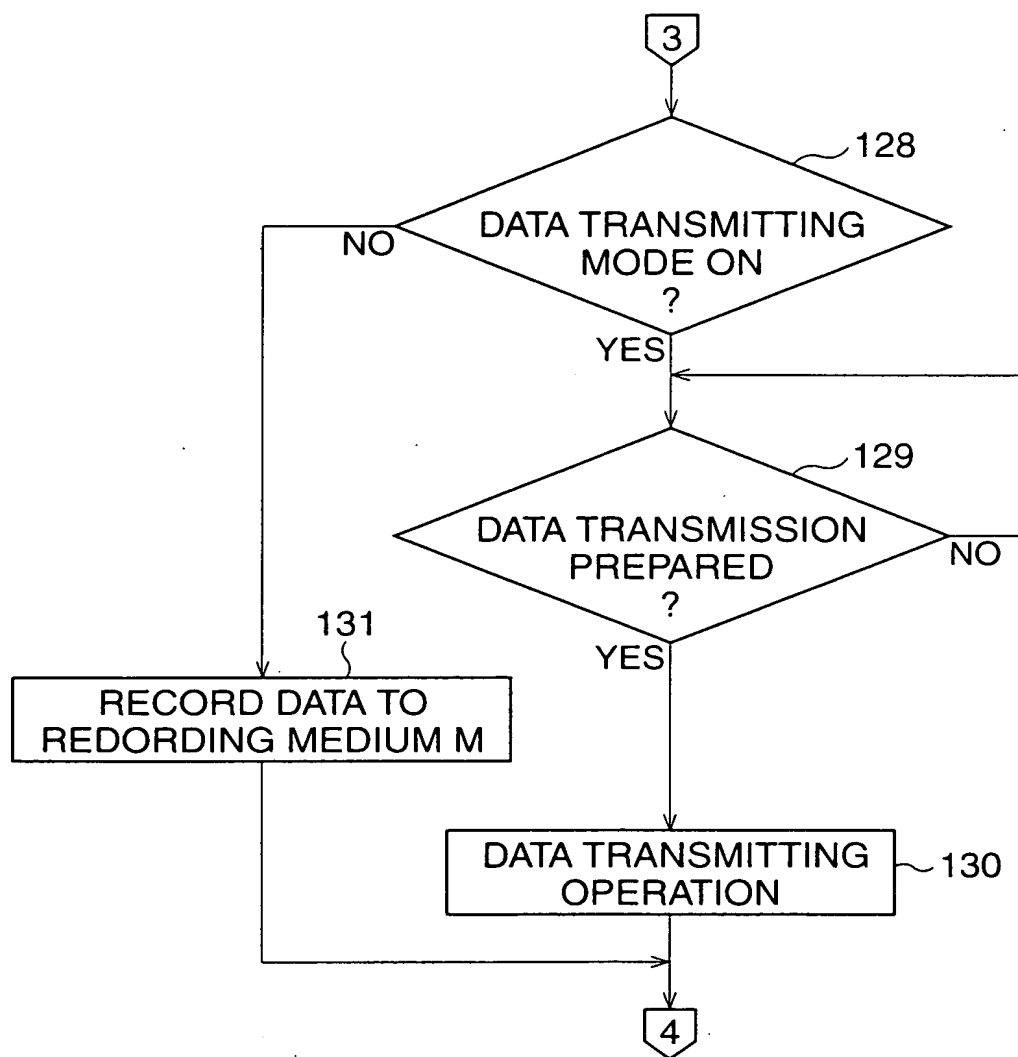 3
128
DATA TRANSMITTING
MODE ON
?
NO
YES
129
DATA TRANSMISSION
PREPARED
?
NO
YES
131
RECORD DATA TO
REDORDING MEDIUM M
DATA TRANSMITTING
OPERATION
130
4